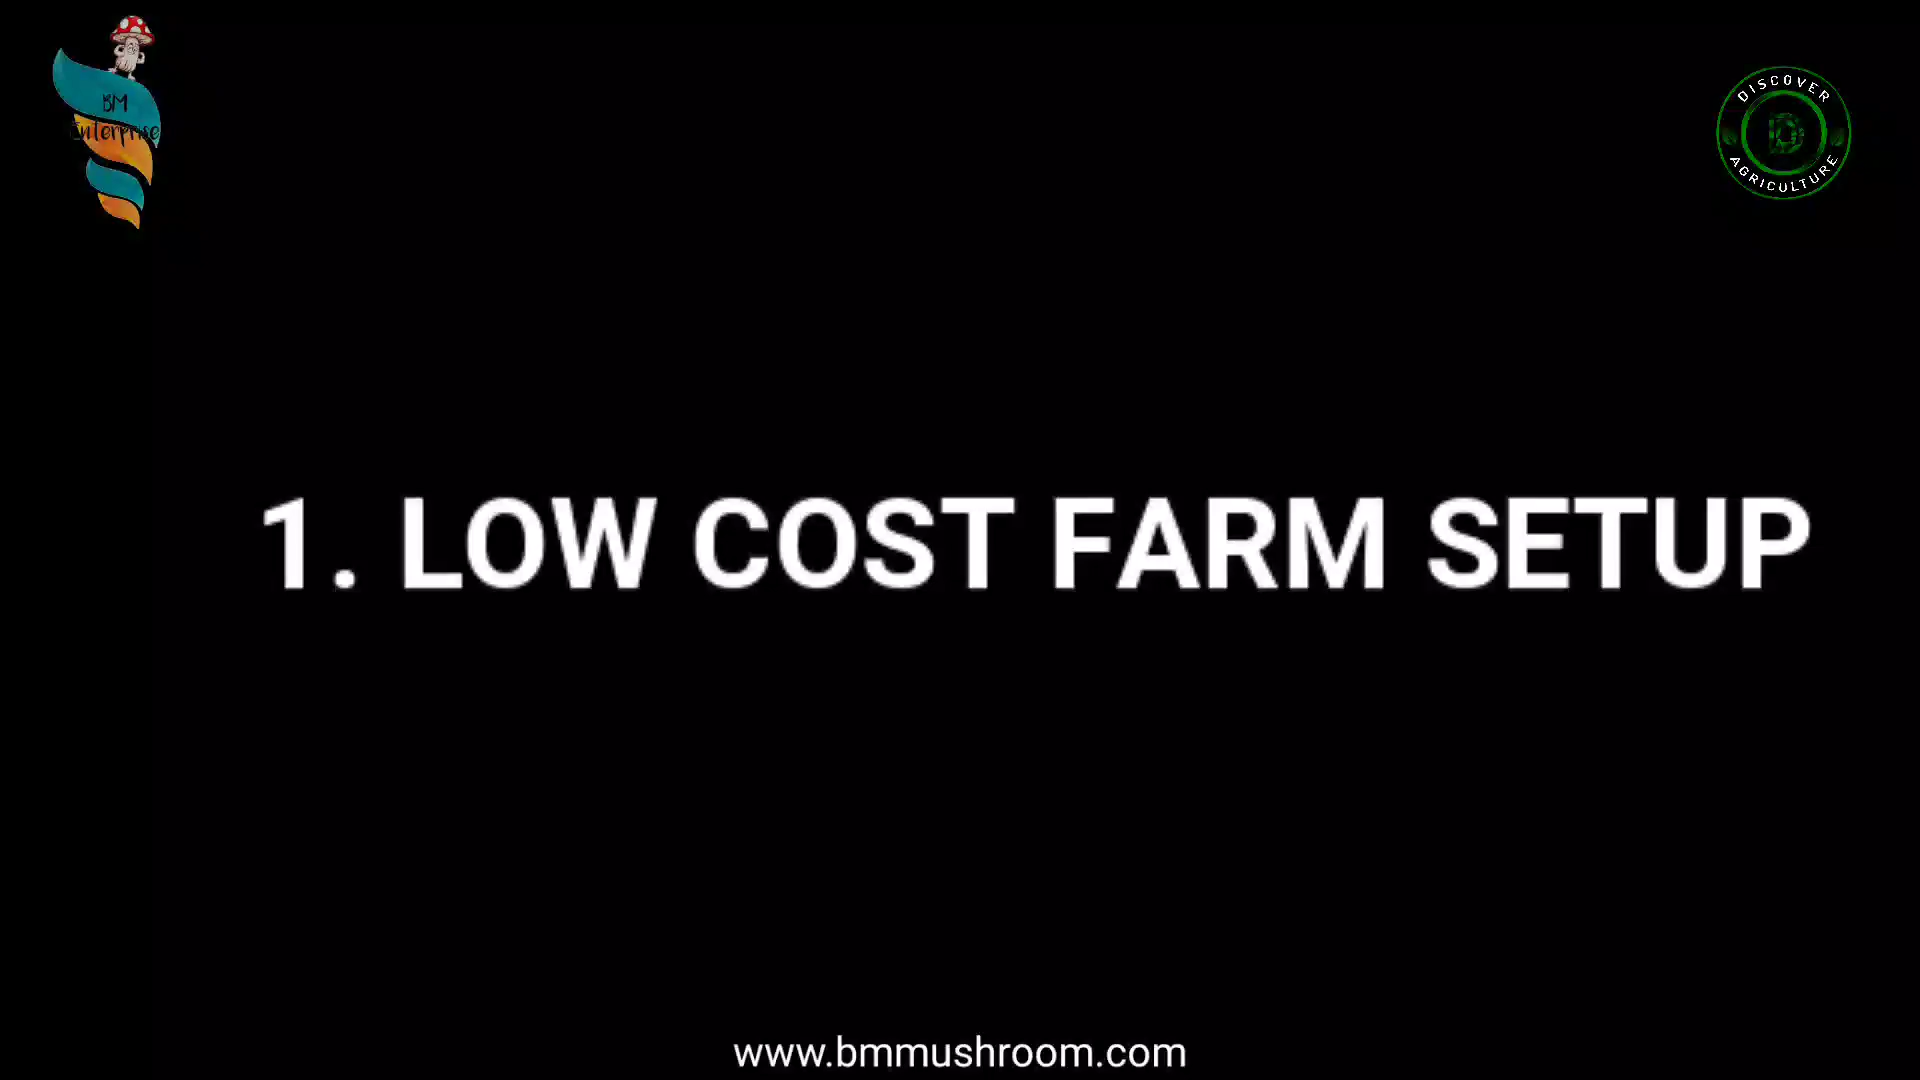 BM
Enterprise
DISCOVER
AGRICULTURE
1. LOW COST FARM SETUP
www.bmmushroom.com